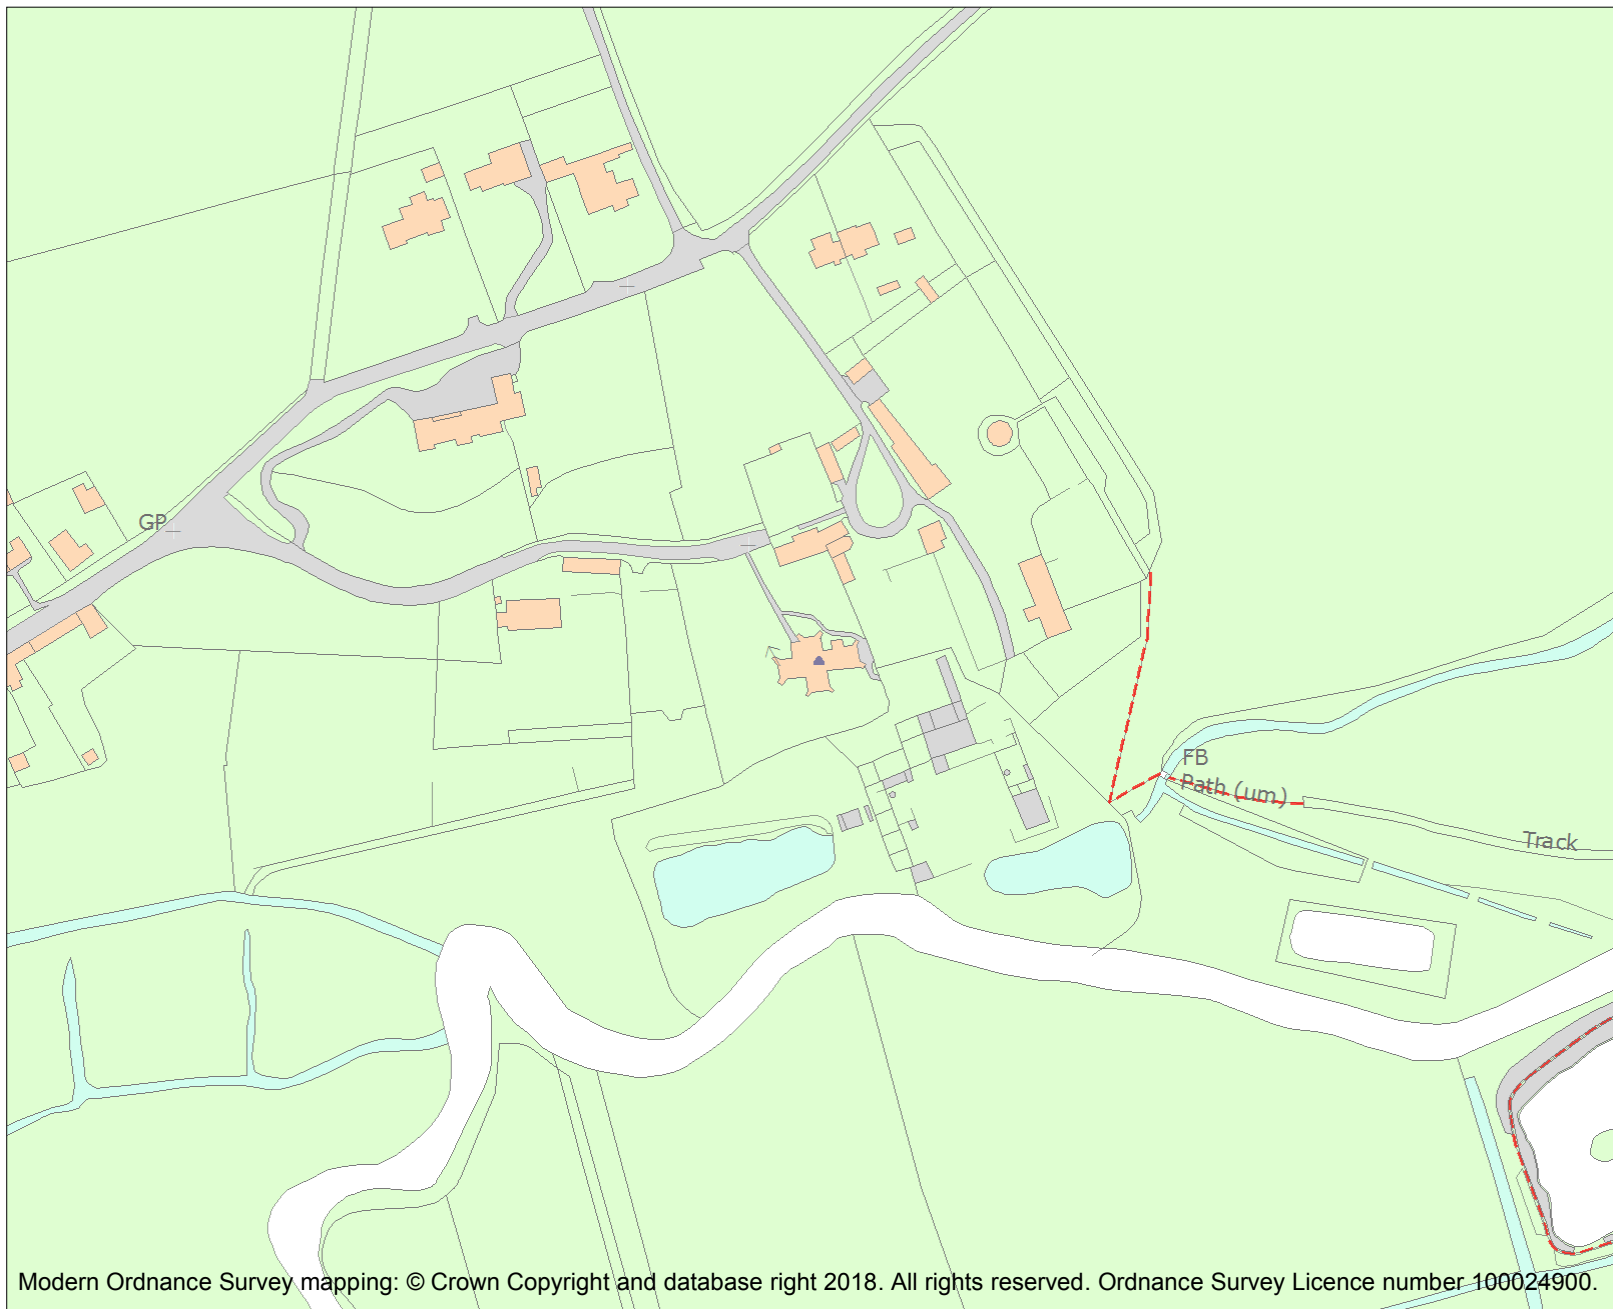 GP
FB
Path (um)
Track
Modern Ordnance Survey mapping: © Crown Copyright and database right 2018. All rights reserved. Ordnance Survey Licence number 100024900.